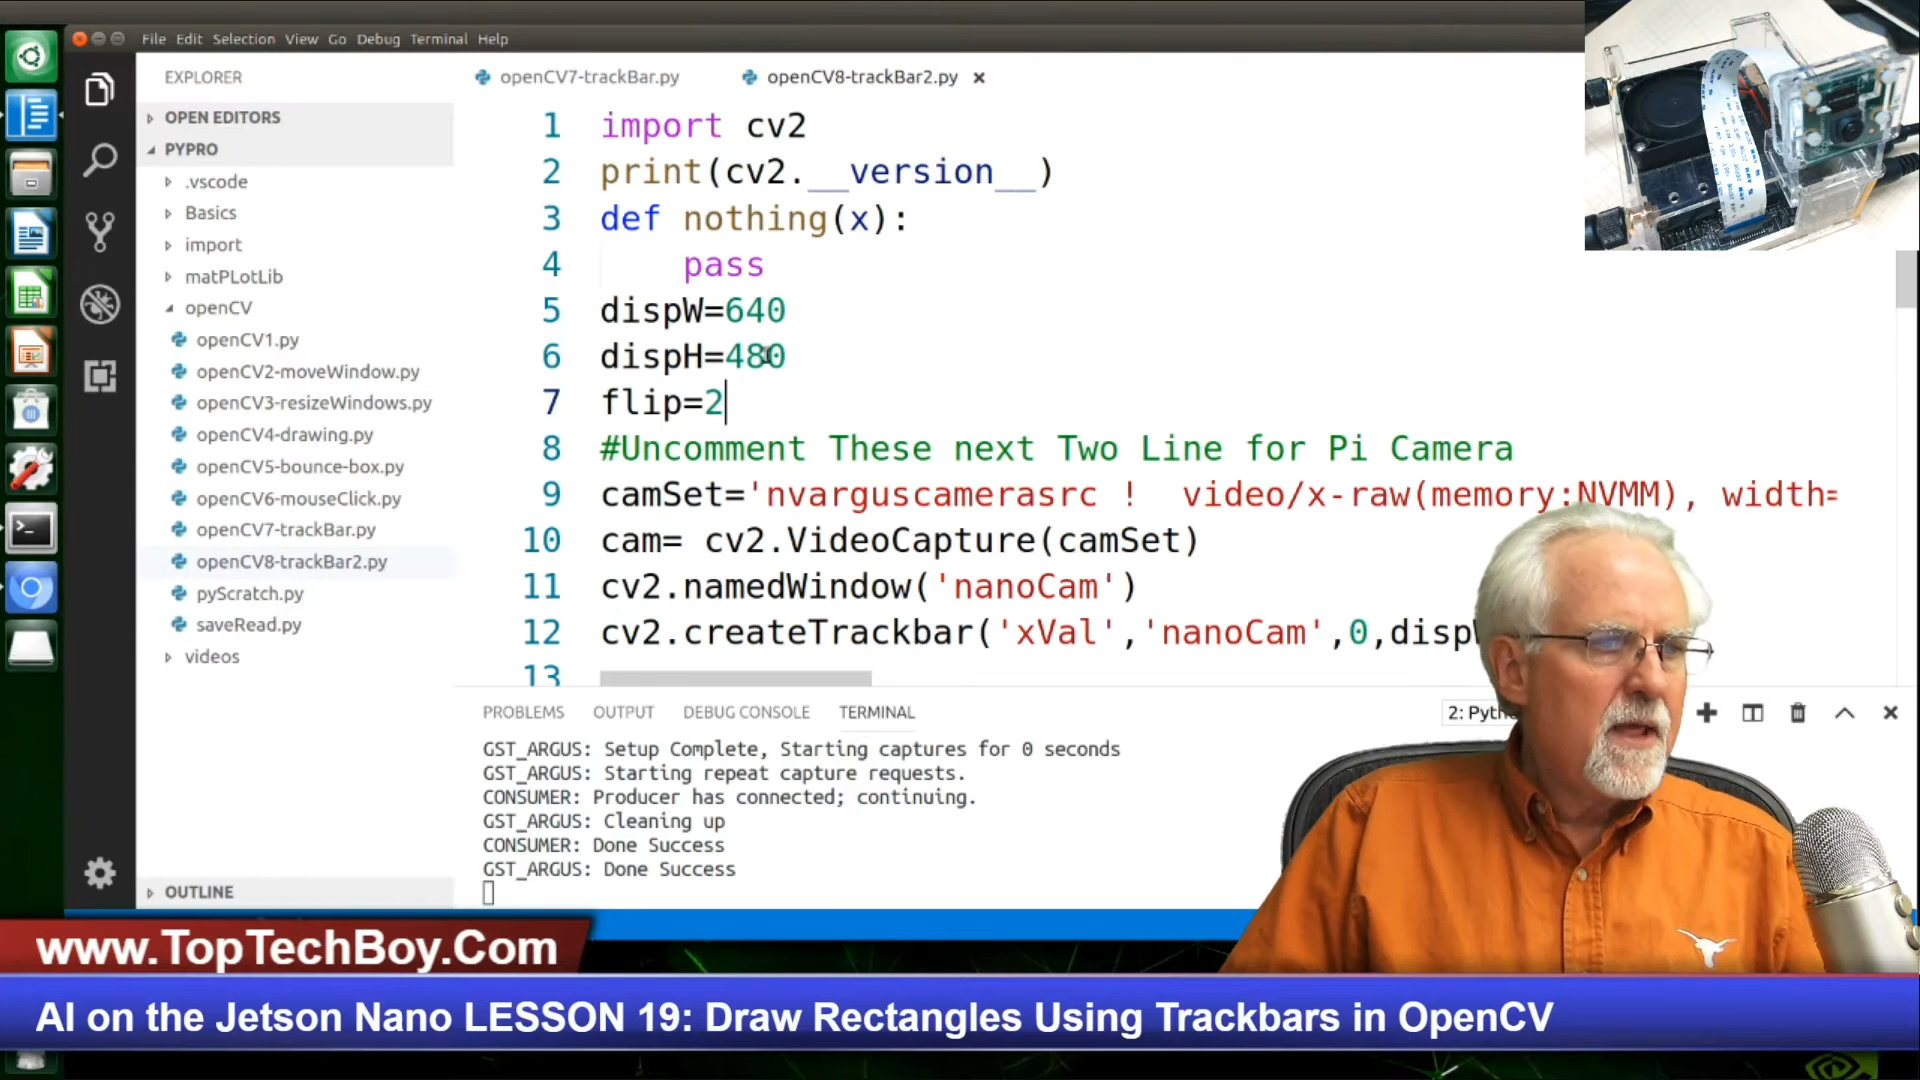 File Edit Selection View Go Debug Terminal Help
EXPLORER
OPEN EDITORS
PYPRO
.vscode
Basics
import
matPLotLib
openCV
openCV1.py
openCV2-moveWindow.py
openCV3-resizeWindows.py
openCV4-drawing.py
openCV5-bounce-box.py
openCV6-mouseClick.py
openCV7-trackBar.py
openCV8-trackBar2.py
pyScratch.py
saveRead.py
videos
OUTLINE
openCV7-trackBar.py openCV8-trackBar2.py
1 import cv2
2 print(cv2.__version__)
3 def nothing(x):
4 pass
5 dispW=640
6 dispH=480
7 flip=2
8 #Uncomment These next Two Line for Pi Camera
9 camSet='nvarguscamerasrc ! video/x-raw(memory:NVMM), width=
10 cam= cv2.VideoCapture(camSet)
11 cv2.namedWindow('nanoCam')
12 cv2.createTrackbar('xVal','nanoCam',0,disp
13
PROBLEMS OUTPUT DEBUG CONSOLE TERMINAL 2:
GST_ARGUS: Setup Complete, Starting captures for 0 seconds
GST_ARGUS: Starting repeat capture requests.
CONSUMER: Producer has connected; continuing.
GST_ARGUS: Cleaning up
CONSUMER: Done Success
GST_ARGUS: Done Success
www.TopTechBoy.Com
AI on the Jetson Nano LESSON 19: Draw Rectangles Using Trackbars in OpenCV